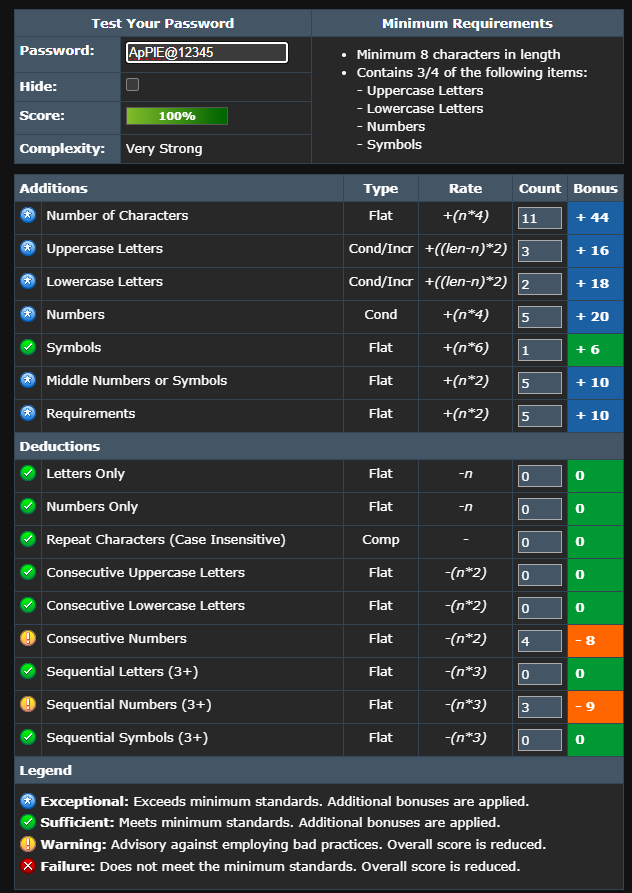 Test Your Password
Minimum Requirements
Password: ApPlE@12345
• Minimum 8 characters in length
• Contains 3/4 of the following items:
- Uppercase Letters
- Lowercase Letters
- Numbers
- Symbols
Hide:
Score: 100%
Complexity: Very Strong
Additions Type Rate Count Bonus
Number of Characters Flat +(n*4) 11 + 44
Uppercase Letters Cond/Incr +((len-n)*2) 3 + 16
Lowercase Letters Cond/Incr +((len-n)*2) 2 + 18
Numbers Cond +(n*4) 5 + 20
Symbols Flat +(n*6) 1 + 6
Middle Numbers or Symbols Flat +(n*2) 5 + 10
Requirements Flat +(n*2) 5 + 10
Deductions
Letters Only Flat -n 0 0
Numbers Only Flat -n 0 0
Repeat Characters (Case Insensitive) Comp - 0 0
Consecutive Uppercase Letters Flat -(n*2) 0 0
Consecutive Lowercase Letters Flat -(n*2) 0 0
Consecutive Numbers Flat -(n*2) 4 - 8
Sequential Letters (3+) Flat -(n*3) 0 0
Sequential Numbers (3+) Flat -(n*3) 3 - 9
Sequential Symbols (3+) Flat -(n*3) 0 0
Legend
Exceptional: Exceeds minimum standards. Additional bonuses are applied.
Sufficient: Meets minimum standards. Additional bonuses are applied.
Warning: Advisory against employing bad practices. Overall score is reduced.
Failure: Does not meet the minimum standards. Overall score is reduced.